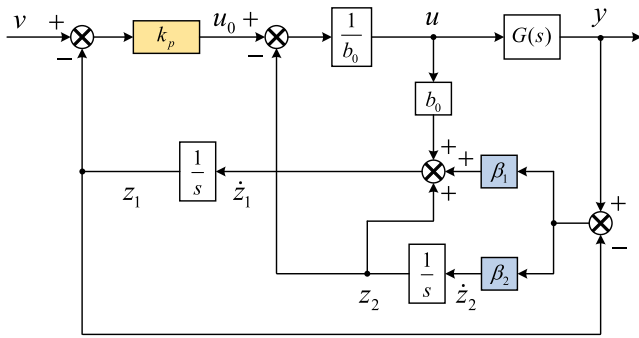 v + − k_p u_0 + − 1/b_0 u G(s) y
b_0
+ + +
1/s z_1 ż_1 β_1
+ −
1/s z_2 ż_2 β_2